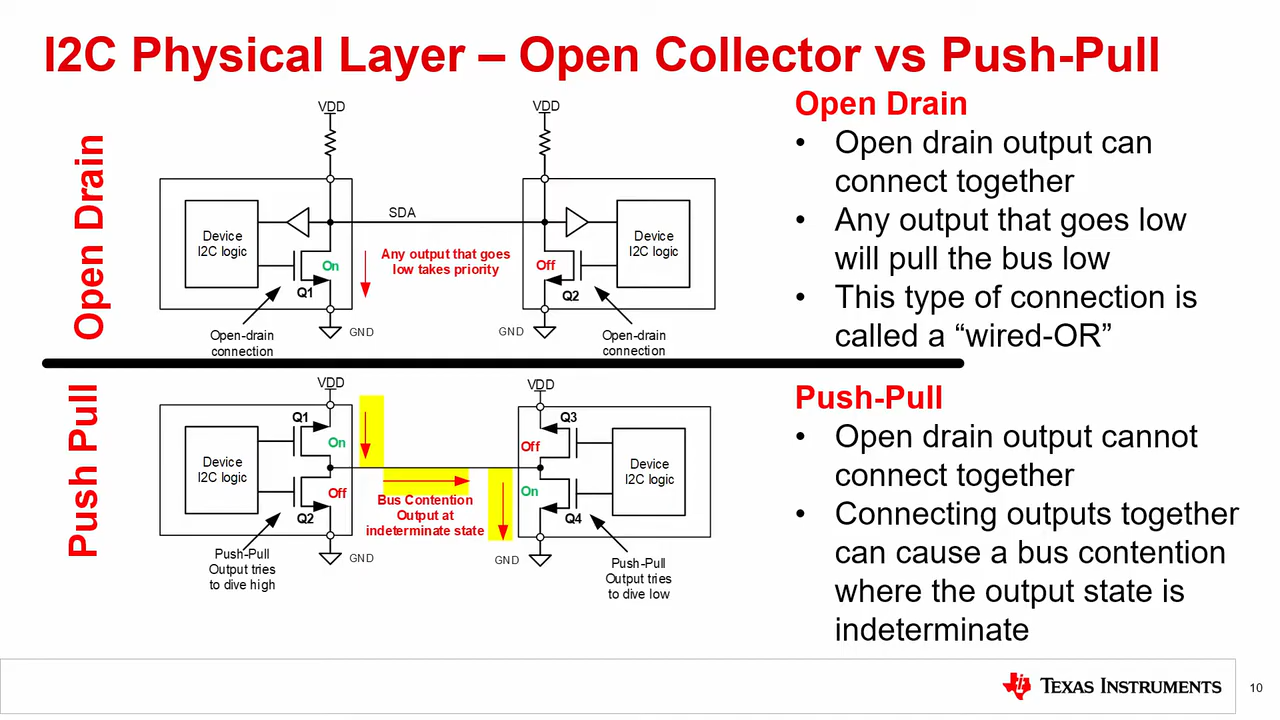 I2C Physical Layer – Open Collector vs Push-Pull
Open Drain
VDD
VDD
Device
I2C logic
SDA
Device
I2C logic
On
Any output that goes
low takes priority
Off
Q1
Q2
GND
GND
Open-drain
connection
Open-drain
connection
Open Drain
• Open drain output can
connect together
• Any output that goes low
will pull the bus low
• This type of connection is
called a “wired-OR”
Push Pull
VDD
VDD
Q1
Q3
On
Off
Device
I2C logic
Device
I2C logic
Off
On
Bus Contention
Output at
indeterminate state
Q2
Q4
GND
GND
Push-Pull
Output tries
to dive high
Push-Pull
Output tries
to dive low
Push-Pull
• Open drain output cannot
connect together
• Connecting outputs together
can cause a bus contention
where the output state is
indeterminate
Texas Instruments
10